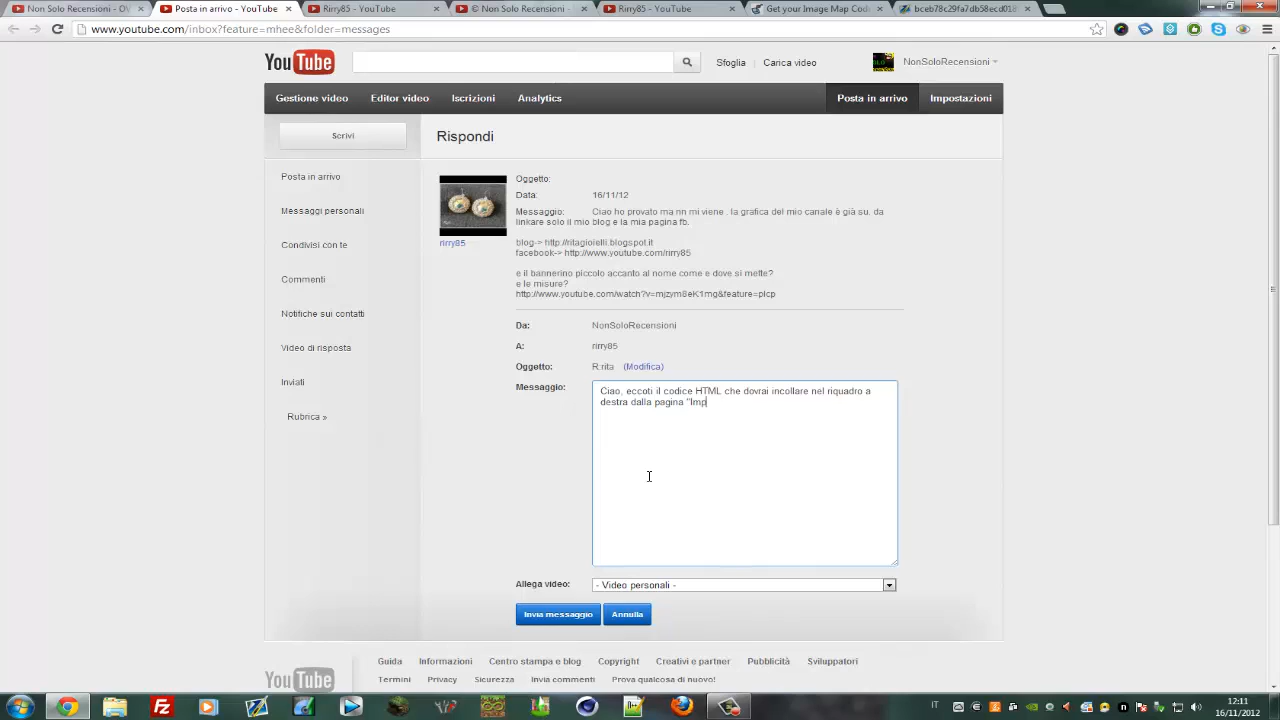 Non Solo Recensioni - OV
Posta in arrivo - YouTube
Rirry85 - YouTube
© Non Solo Recensioni -
Rirry85 - YouTube
Get your Image Map Code
bceb78c29fa7db58ecd018
www.youtube.com/inbox?feature=mhee&folder=messages
YouTube
Sfoglia
Carica video
NonSoloRecensioni
Gestione video
Editor video
Iscrizioni
Analytics
Posta in arrivo
Impostazioni
Scrivi
Rispondi
Posta in arrivo
Messaggi personali
Condivisi con te
Commenti
Notifiche sui contatti
Video di risposta
Inviati
Rubrica »
rirry85
Oggetto:
Data: 16/11/12
Messaggio: Ciao ho provato ma nn mi viene . la grafica del mio canale è già su. da
linkare solo il mio blog e la mia pagina fb.
blog-> http://ritagioielli.blogspot.it
facebook-> http://www.youtube.com/rirry85
e il bannerino piccolo accanto al nome come e dove si mette?
e le misure?
http://www.youtube.com/watch?v=mjzym8eK1mg&feature=plcp
Da: NonSoloRecensioni
A: rirry85
Oggetto: R:rita (Modifica)
Messaggio: Ciao, eccoti il codice HTML che dovrai incollare nel riquadro a
destra dalla pagina "Imp
Allega video: - Video personali -
Invia messaggio
Annulla
YouTube
Guida
Informazioni
Centro stampa e blog
Copyright
Creativi e partner
Pubblicità
Sviluppatori
Termini
Privacy
Sicurezza
Invia commenti
Prova qualcosa di nuovo!
IT
12:11
16/11/2012